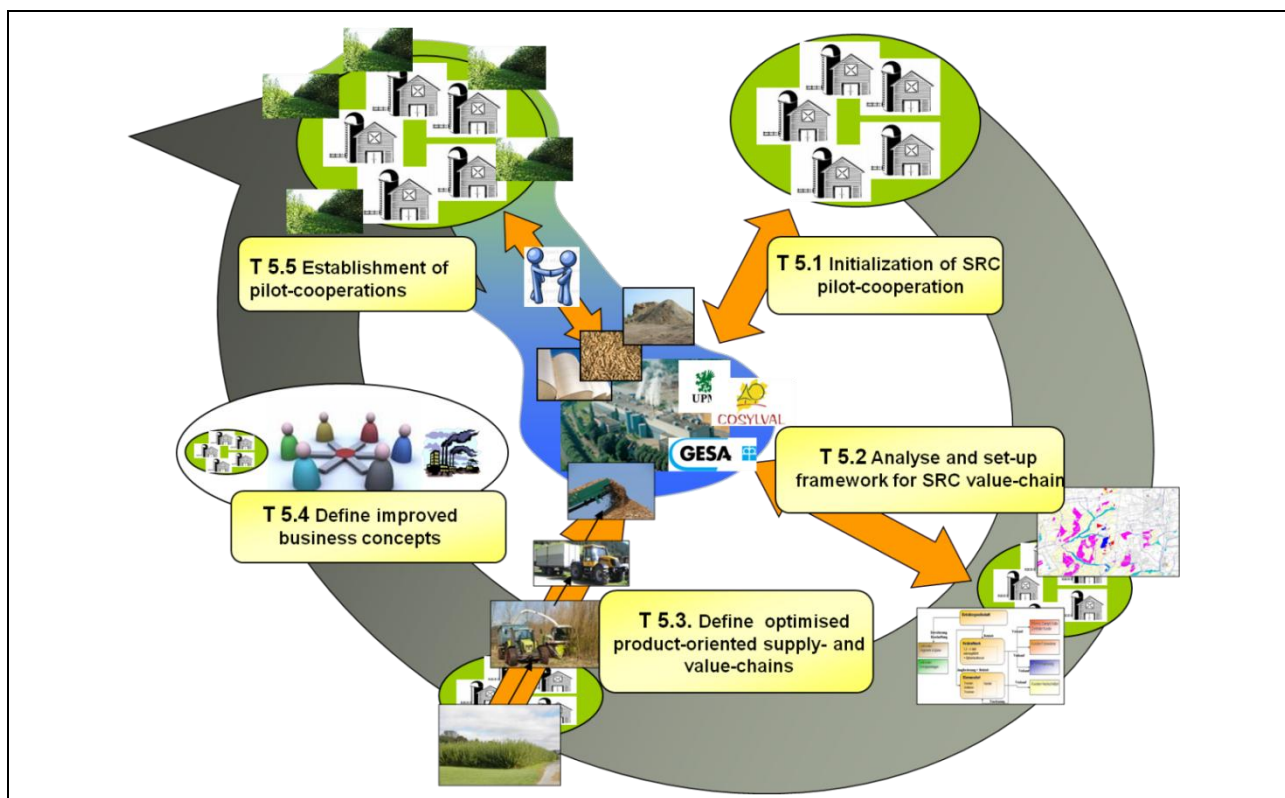 T 5.5 Establishment of
pilot-cooperations
T 5.1 Initialization of SRC
pilot-cooperation
UPM
COSYLVAL
GESA
T 5.2 Analyse and set-up
framework for SRC value-chain
T 5.4 Define improved
business concepts
T 5.3. Define optimised
product-oriented supply- and
value-chains